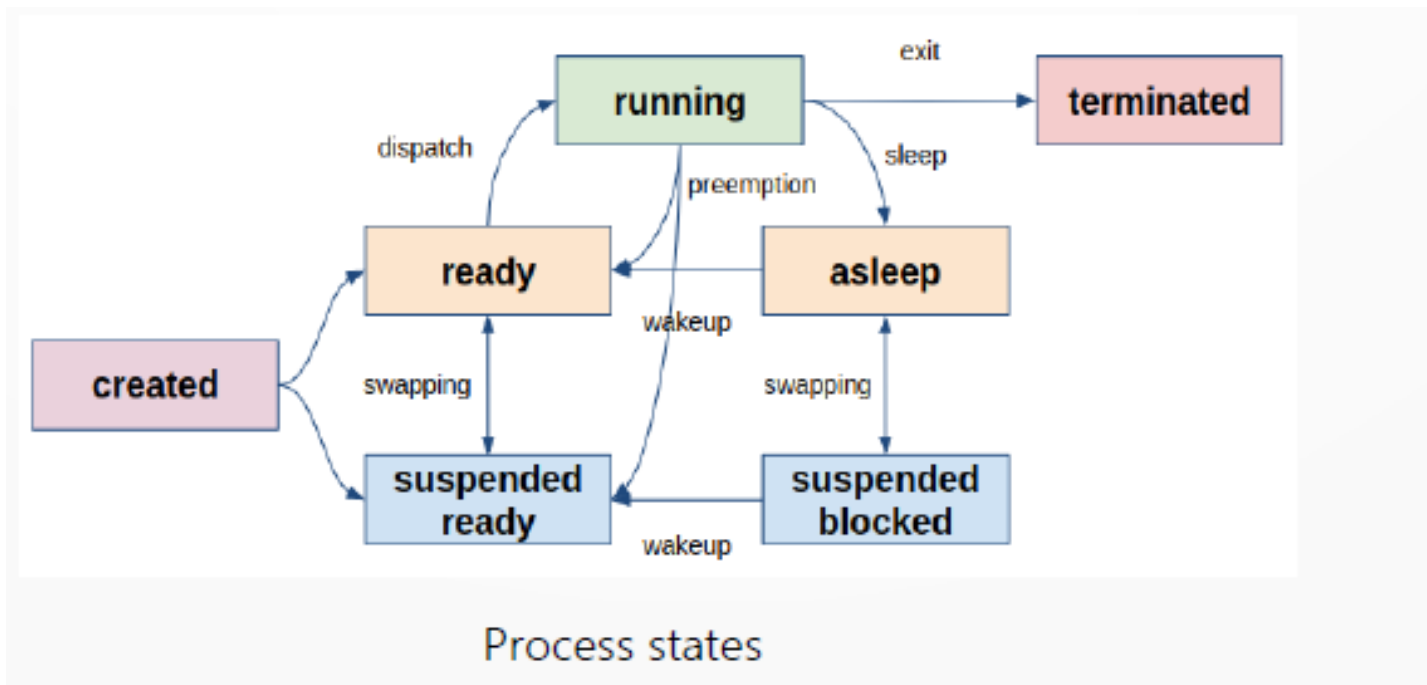 exit
running
terminated
dispatch
sleep
preemption
ready
asleep
wakeup
created
swapping
swapping
suspended
ready
suspended
blocked
wakeup
Process states